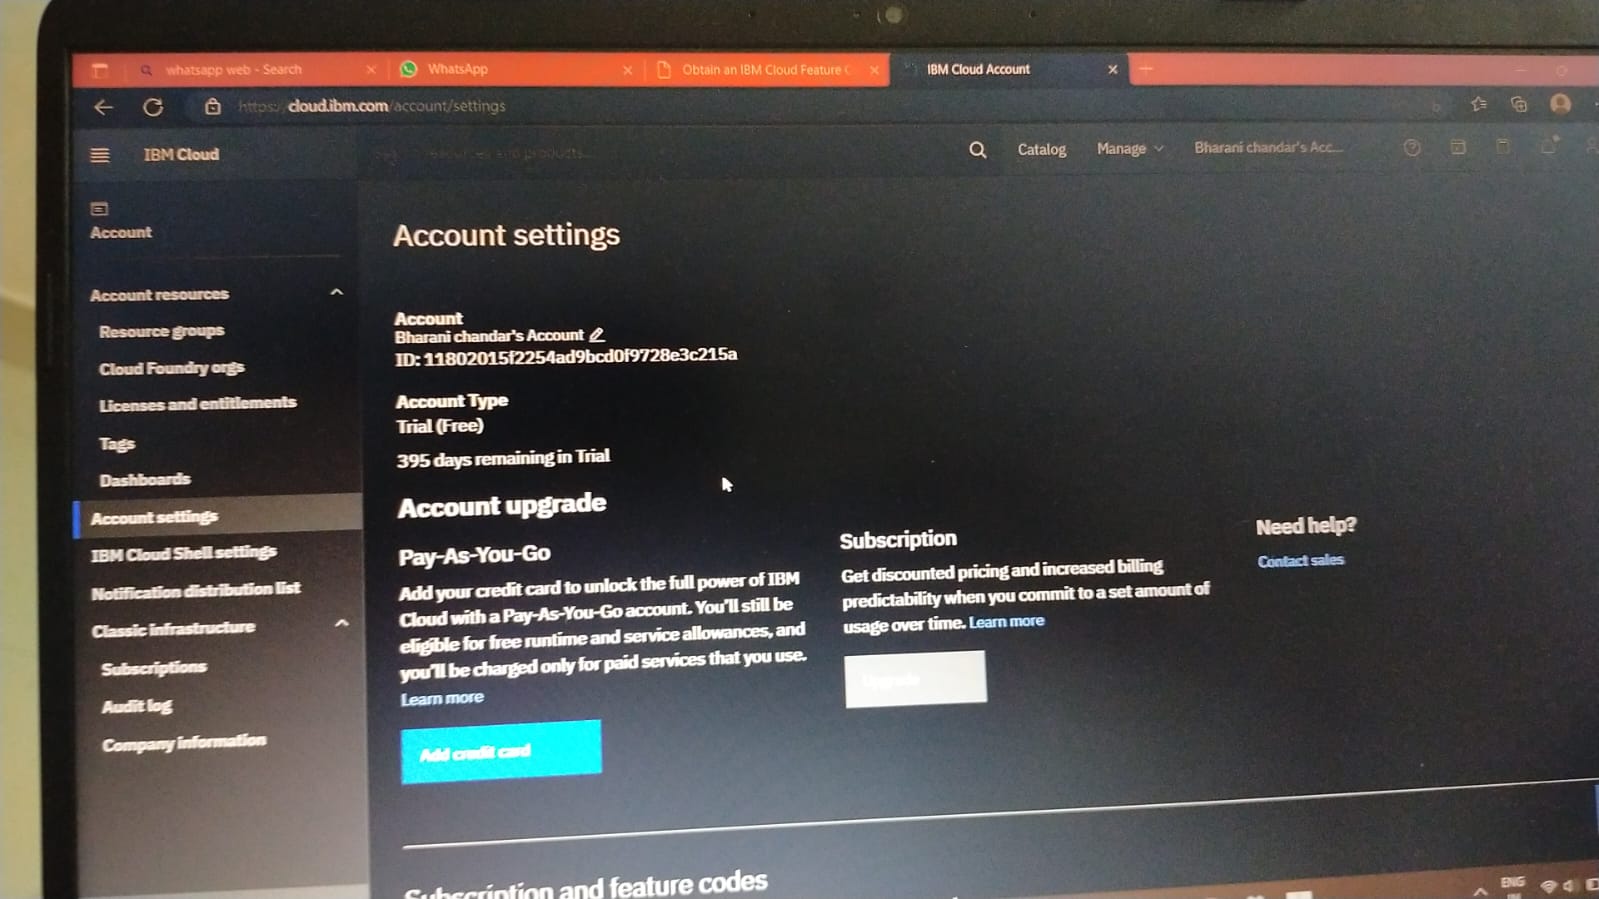 whatsapp web - Search
WhatsApp
Obtain an IBM Cloud Feature C
IBM Cloud Account
https://cloud.ibm.com/account/settings
IBM Cloud
resources and products...
Catalog
Manage
Bharani chandar's Acc...
Account
Account resources
Resource groups
Cloud Foundry orgs
Licenses and entitlements
Tags
Dashboards
Account settings
IBM Cloud Shell settings
Notification distribution list
Classic infrastructure
Subscriptions
Audit log
Company information
Account settings
Account
Bharani chandar's Account
ID: 11802015f2254ad9bcd0f9728e3c215a
Account Type
Trial (Free)
395 days remaining in Trial
Account upgrade
Pay-As-You-Go
Add your credit card to unlock the full power of IBM
Cloud with a Pay-As-You-Go account. You'll still be
eligible for free runtime and service allowances, and
you'll be charged only for paid services that you use.
Learn more
Add credit card
Subscription
Get discounted pricing and increased billing
predictability when you commit to a set amount of
usage over time. Learn more
Upgrade
Need help?
Contact sales
Subscription and feature codes
ENG